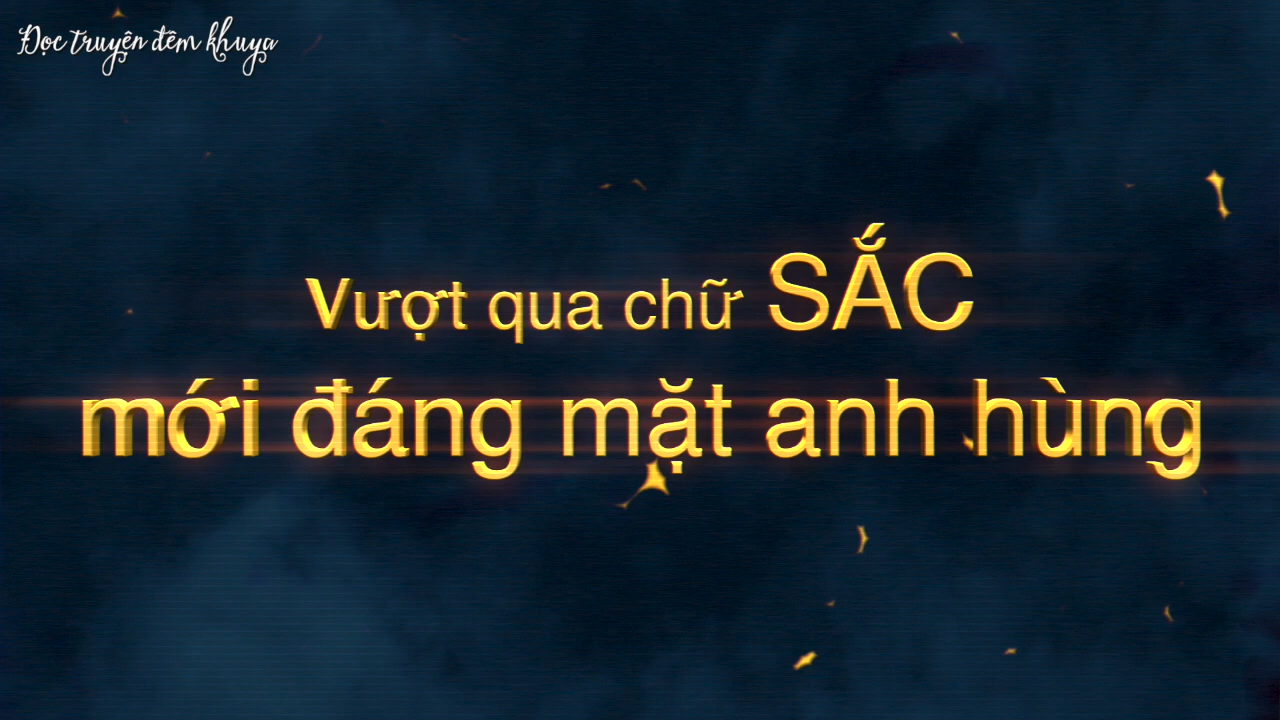 Đọc truyện đêm khuya
Vượt qua chữ SẮC
mới đáng mặt anh hùng